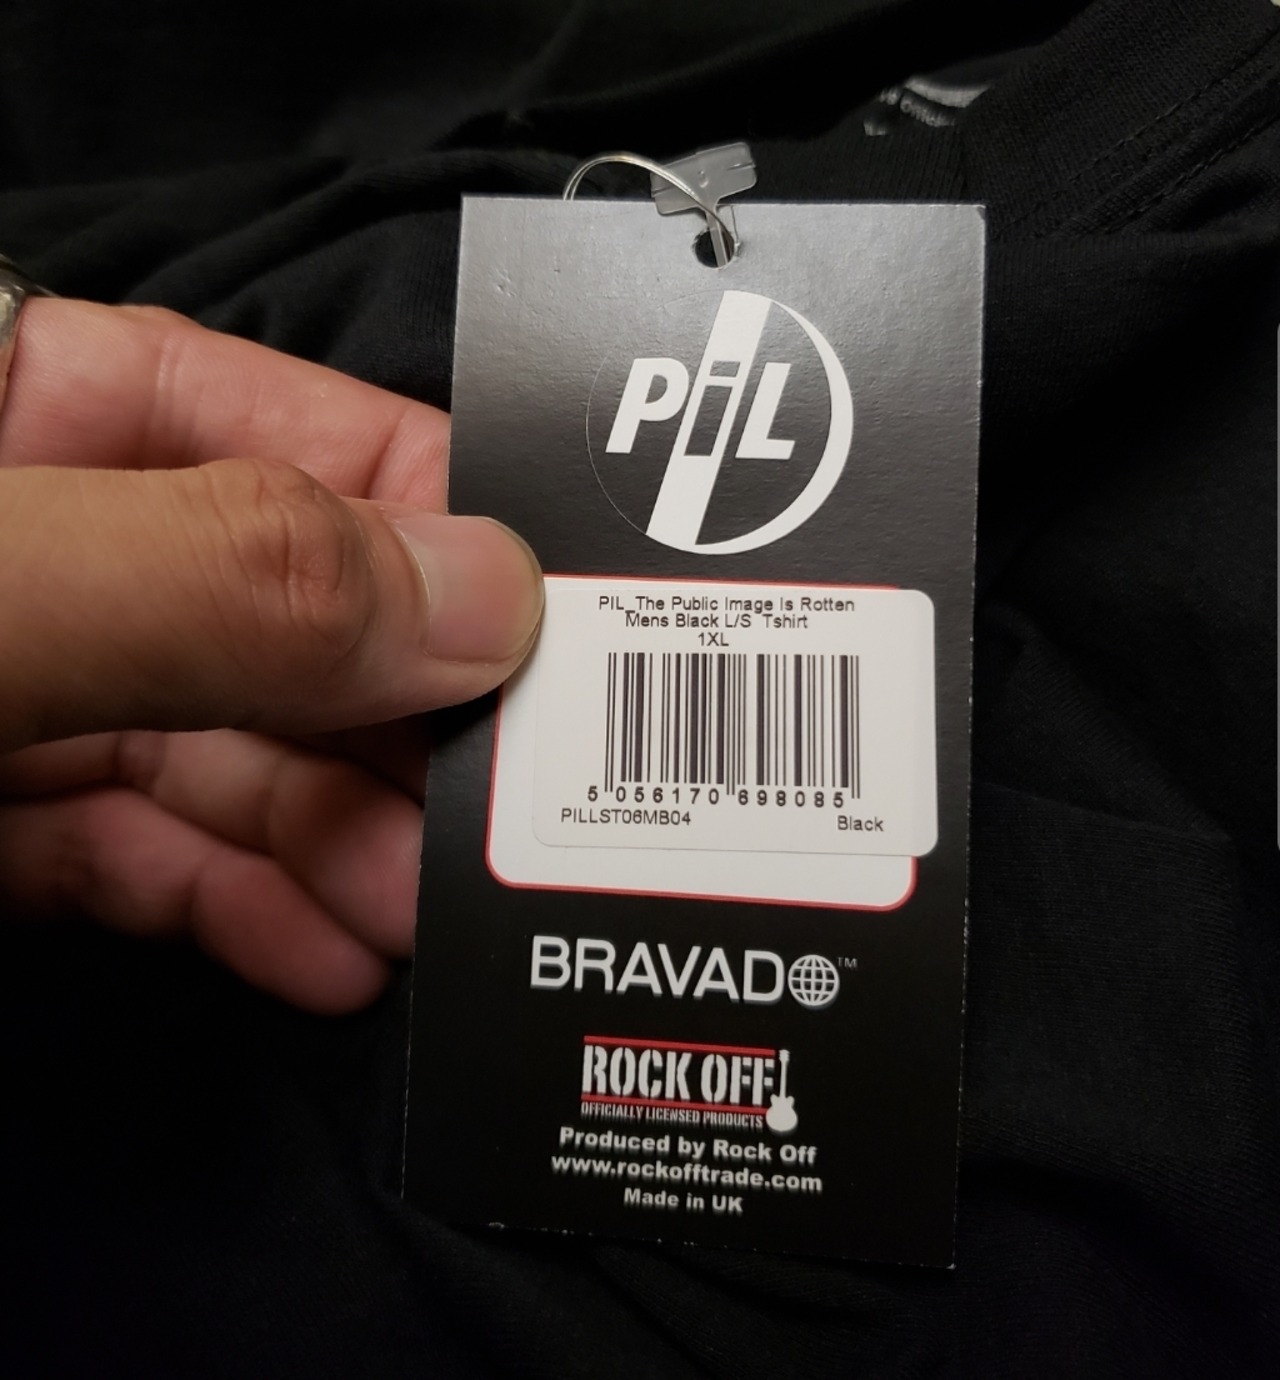 PiL
PIL_The Public Image Is Rotten
Mens Black L/S Tshirt
1XL
5 056170 698085
PILLST06MB04 Black
BRAVADO™
ROCK OFF
OFFICIALLY LICENSED PRODUCTS
Produced by Rock Off
www.rockofftrade.com
Made in UK